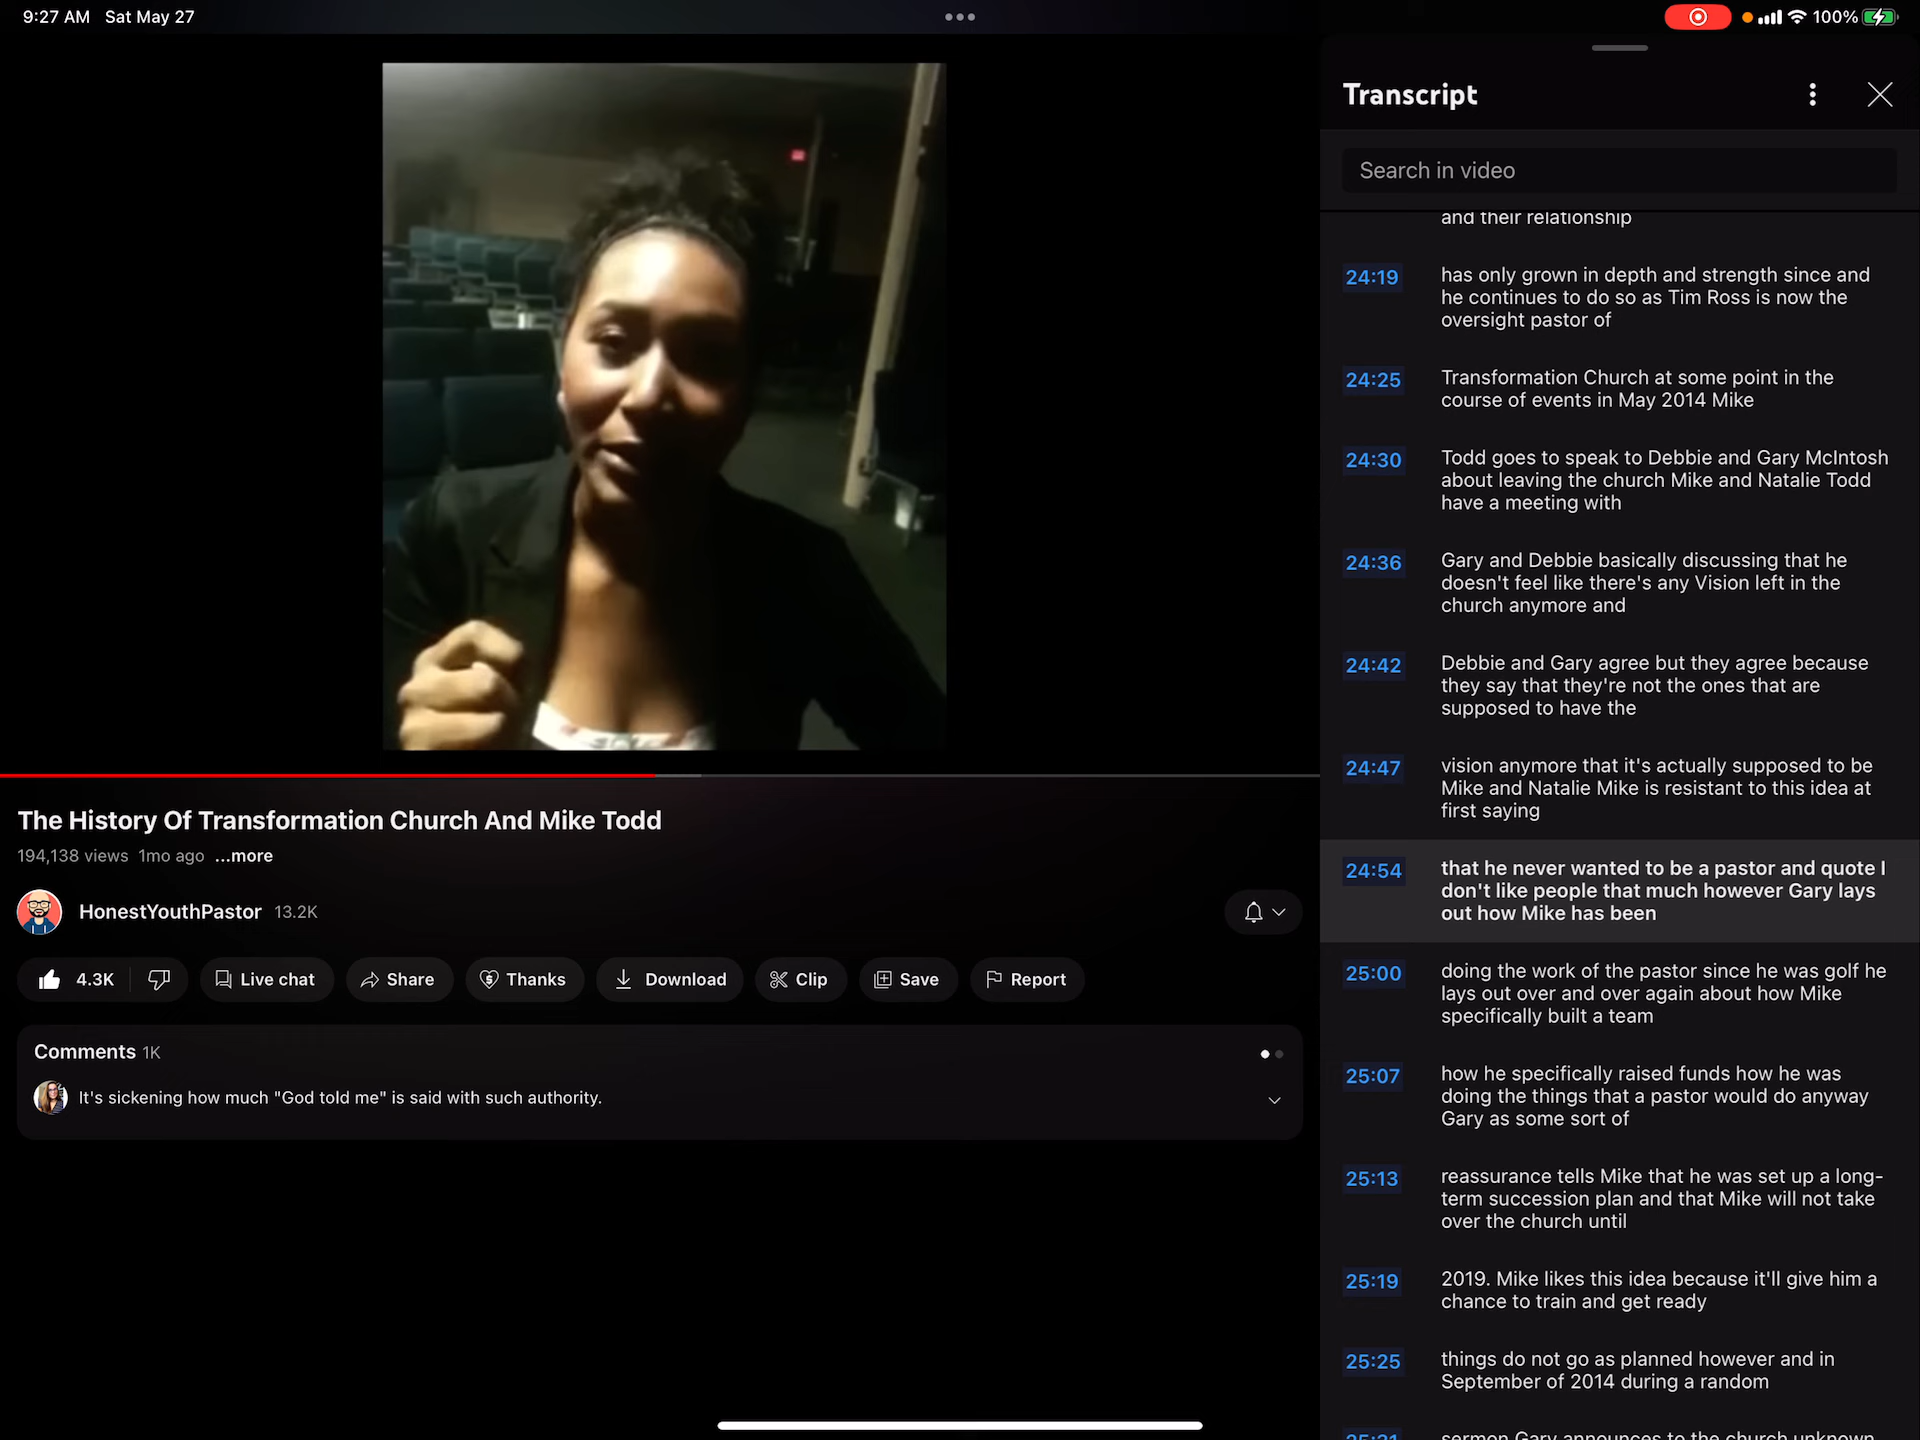 9:27 AM Sat May 27
100%
Transcript
Search in video
and their relationship
24:19
has only grown in depth and strength since and
he continues to do so as Tim Ross is now the
oversight pastor of
24:25
Transformation Church at some point in the
course of events in May 2014 Mike
24:30
Todd goes to speak to Debbie and Gary McIntosh
about leaving the church Mike and Natalie Todd
have a meeting with
24:36
Gary and Debbie basically discussing that he
doesn't feel like there's any Vision left in the
church anymore and
24:42
Debbie and Gary agree but they agree because
they say that they're not the ones that are
supposed to have the
24:47
vision anymore that it's actually supposed to be
Mike and Natalie Mike is resistant to this idea at
first saying
24:54
that he never wanted to be a pastor and quote I
don't like people that much however Gary lays
out how Mike has been
25:00
doing the work of the pastor since he was golf he
lays out over and over again about how Mike
specifically built a team
25:07
how he specifically raised funds how he was
doing the things that a pastor would do anyway
Gary as some sort of
25:13
reassurance tells Mike that he was set up a long-
term succession plan and that Mike will not take
over the church until
25:19
2019. Mike likes this idea because it'll give him a
chance to train and get ready
25:25
things do not go as planned however and in
September of 2014 during a random
25:31
sermon Gary announces to the church unknown
The History Of Transformation Church And Mike Todd
194,138 views 1mo ago ...more
HonestYouthPastor 13.2K
4.3K
Live chat
Share
Thanks
Download
Clip
Save
Report
Comments 1K
It's sickening how much "God told me" is said with such authority.